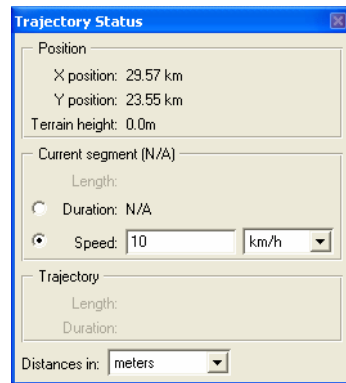 Trajectory Status
Position
X position: 29.57 km
Y position: 23.55 km
Terrain height: 0.0m
Current segment (N/A)
Length:
Duration: N/A
Speed: 10 km/h
Trajectory
Length:
Duration:
Distances in: meters